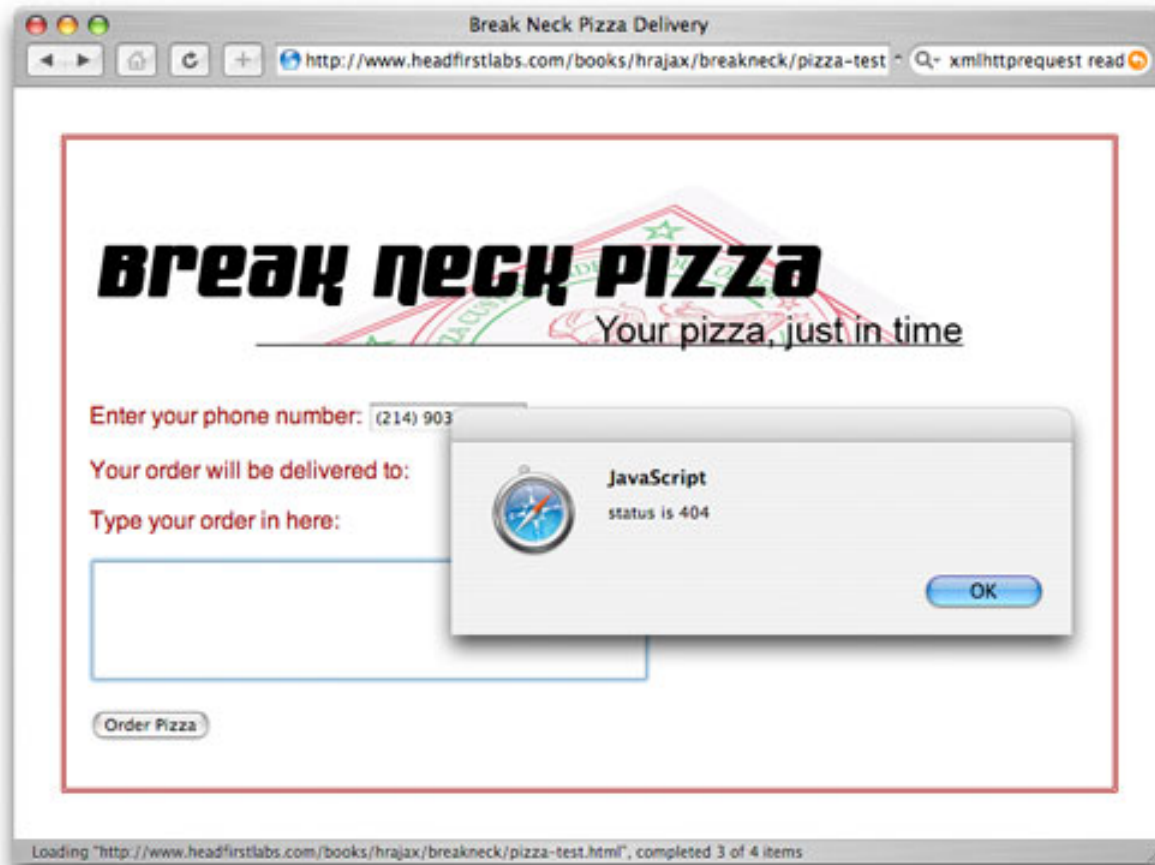 Break Neck Pizza Delivery
http://www.headfirstlabs.com/books/hrajax/breakneck/pizza-test
xmlhttprequest read
Break Neck Pizza
Your pizza, just in time
Enter your phone number: (214) 903
Your order will be delivered to:
Type your order in here:
JavaScript
status is 404
OK
Order Pizza
Loading "http://www.headfirstlabs.com/books/hrajax/breakneck/pizza-test.html", completed 3 of 4 items